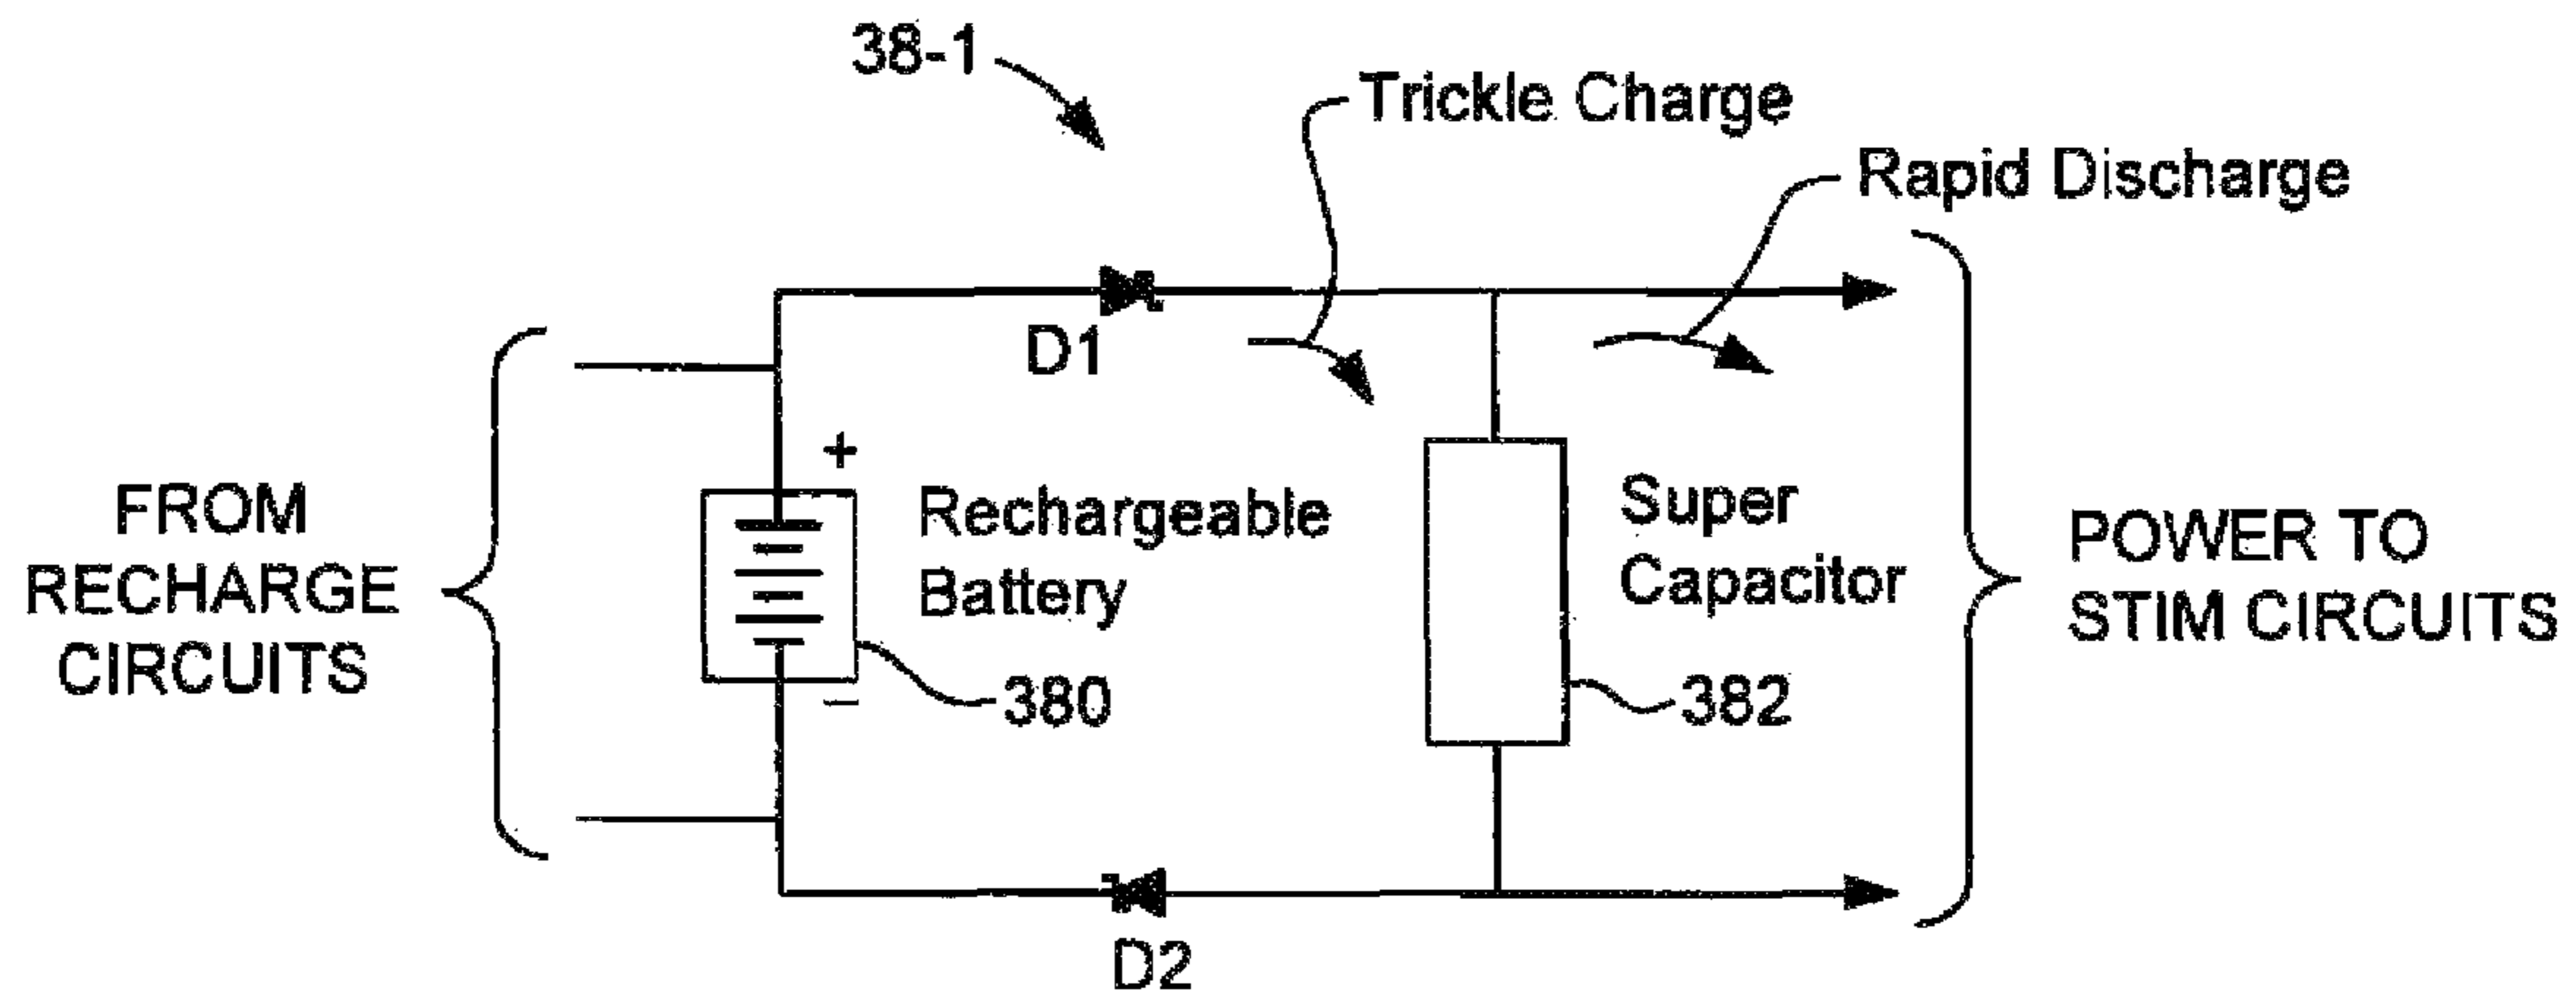 38-1
Trickle Charge
Rapid Discharge
D1
+
FROM
RECHARGE
CIRCUITS
Rechargeable
Battery
−
380
Super
Capacitor
382
POWER TO
STIM CIRCUITS
D2